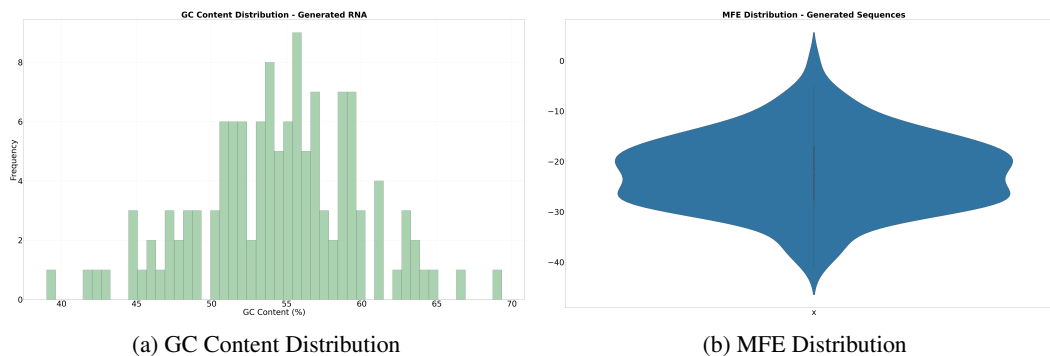 GC Content Distribution - Generated RNA
8
6
4
2
0
Frequency
40 45 50 55 60 65 70
GC Content (%)
(a) GC Content Distribution
MFE Distribution - Generated Sequences
0
−10
−20
−30
−40
x
(b) MFE Distribution